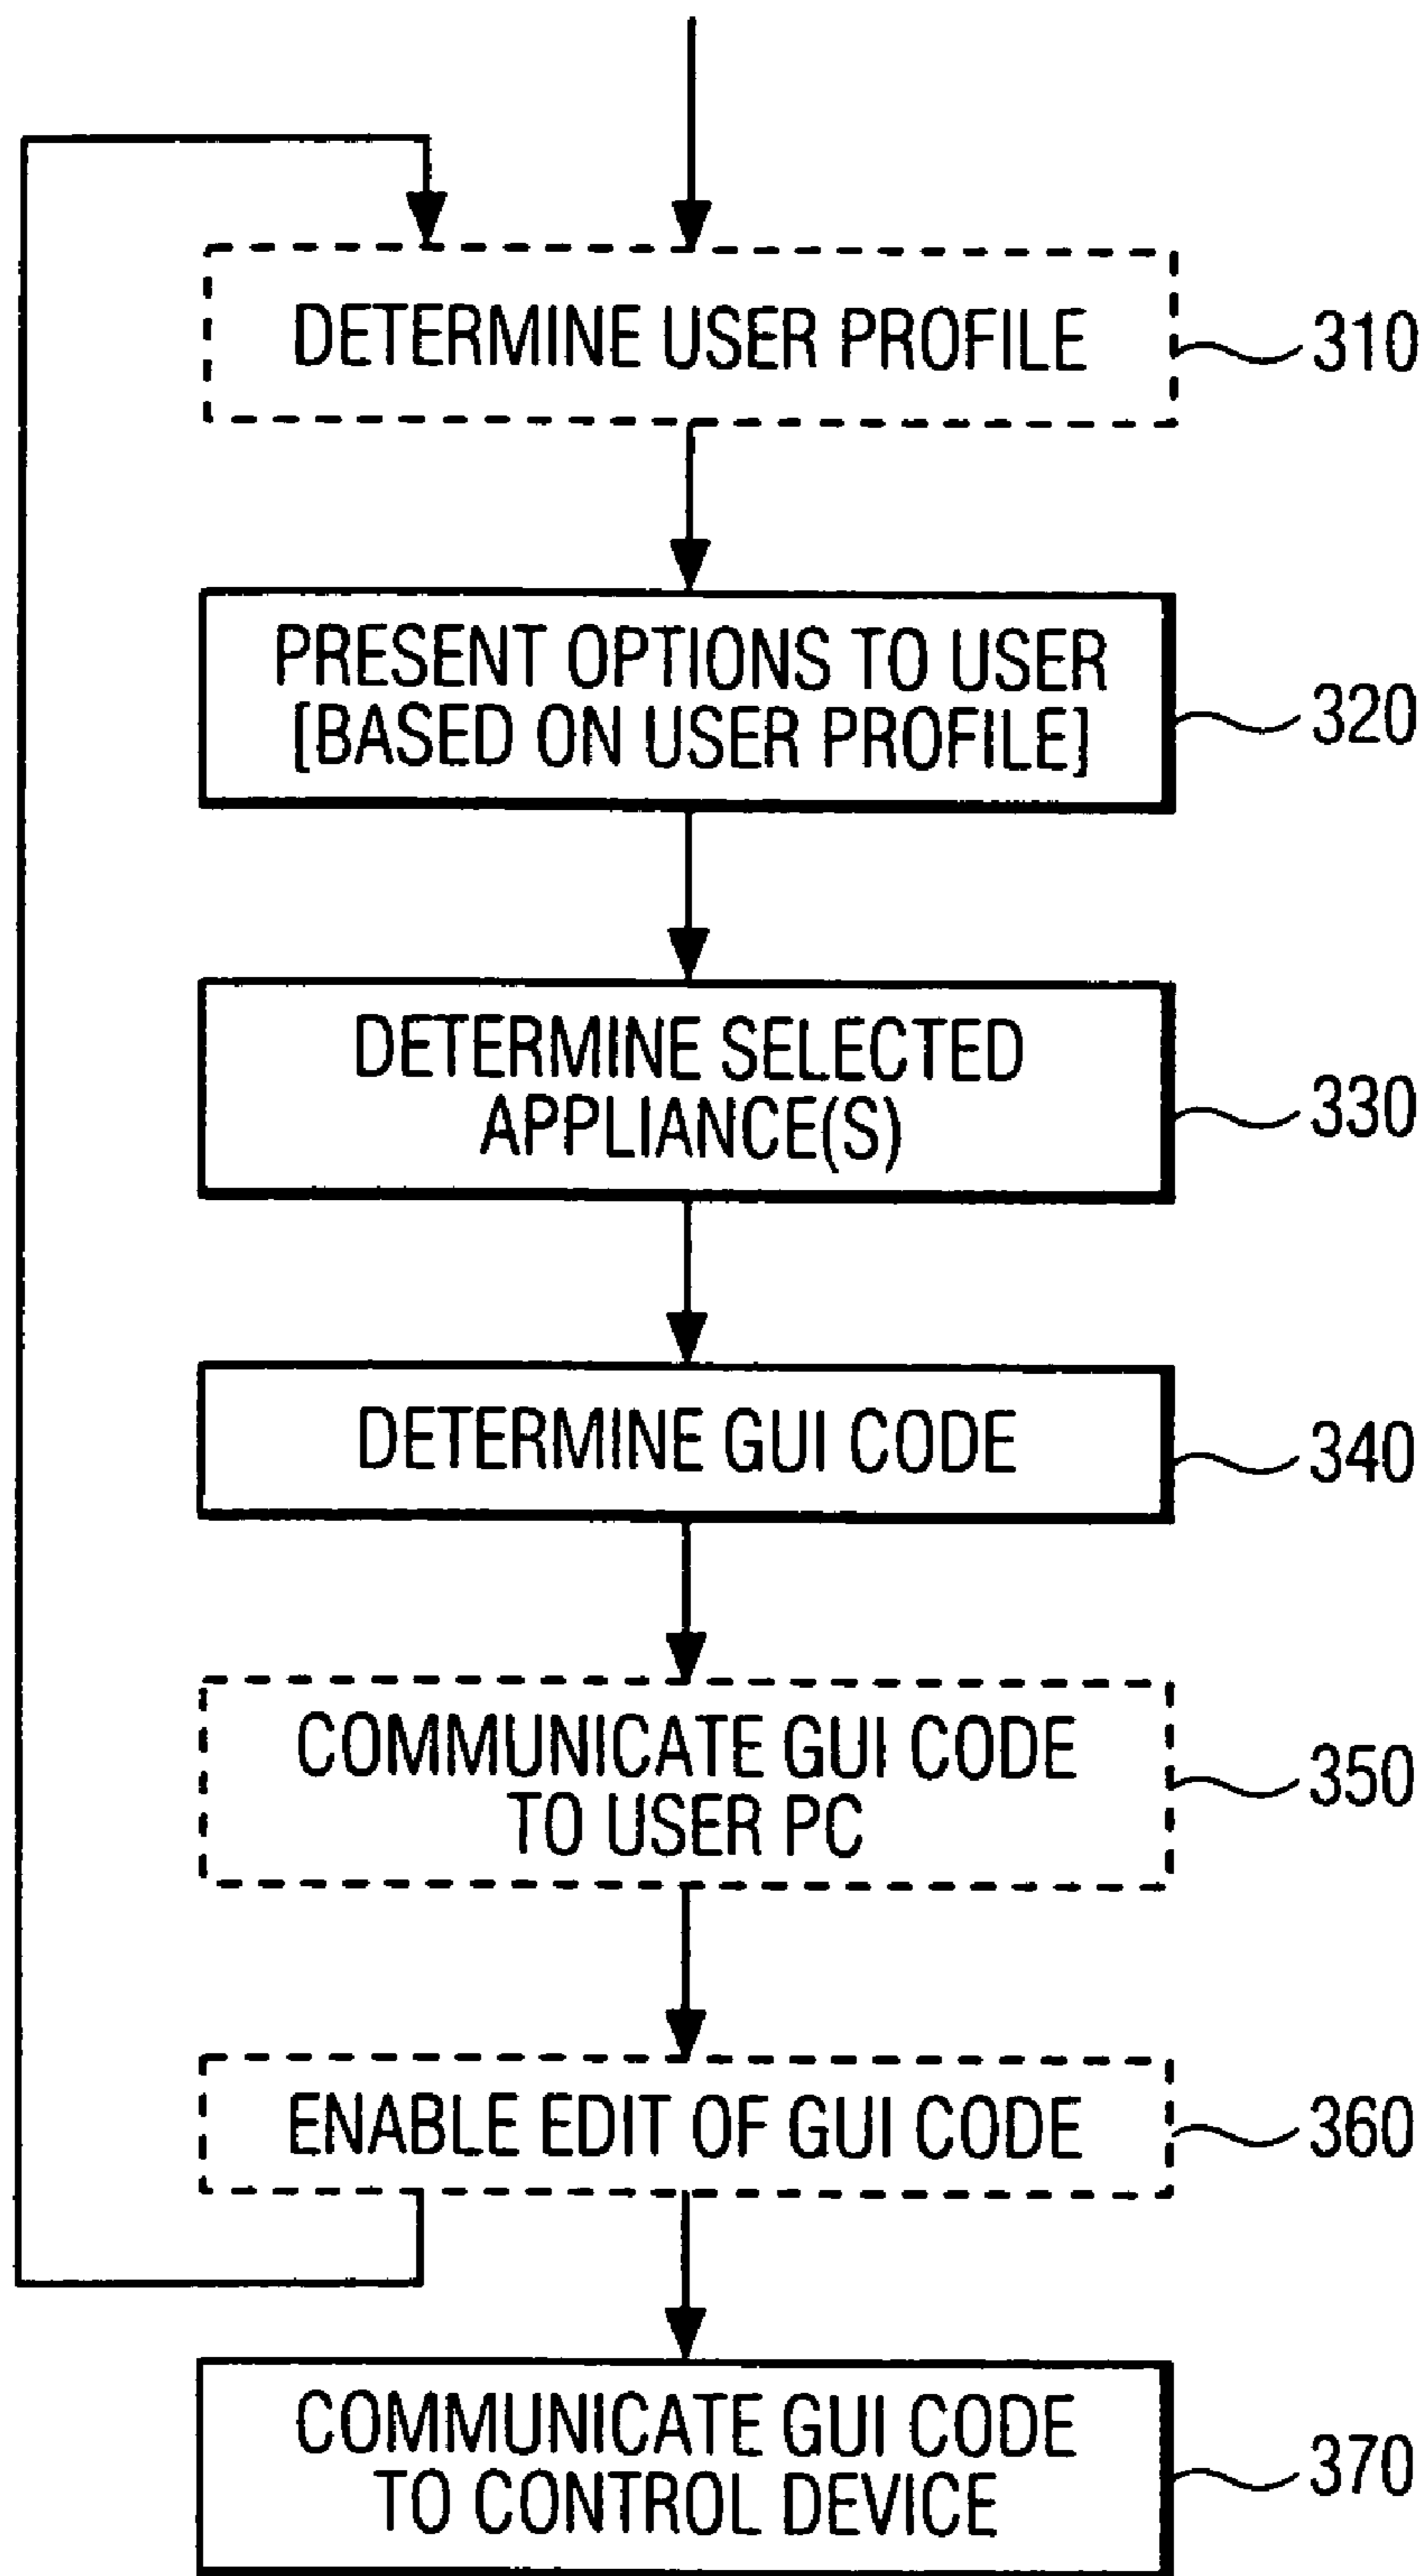 DETERMINE USER PROFILE
310
PRESENT OPTIONS TO USER
[BASED ON USER PROFILE]
320
DETERMINE SELECTED
APPLIANCE(S)
330
DETERMINE GUI CODE
340
COMMUNICATE GUI CODE
TO USER PC
350
ENABLE EDIT OF GUI CODE
360
COMMUNICATE GUI CODE
TO CONTROL DEVICE
370